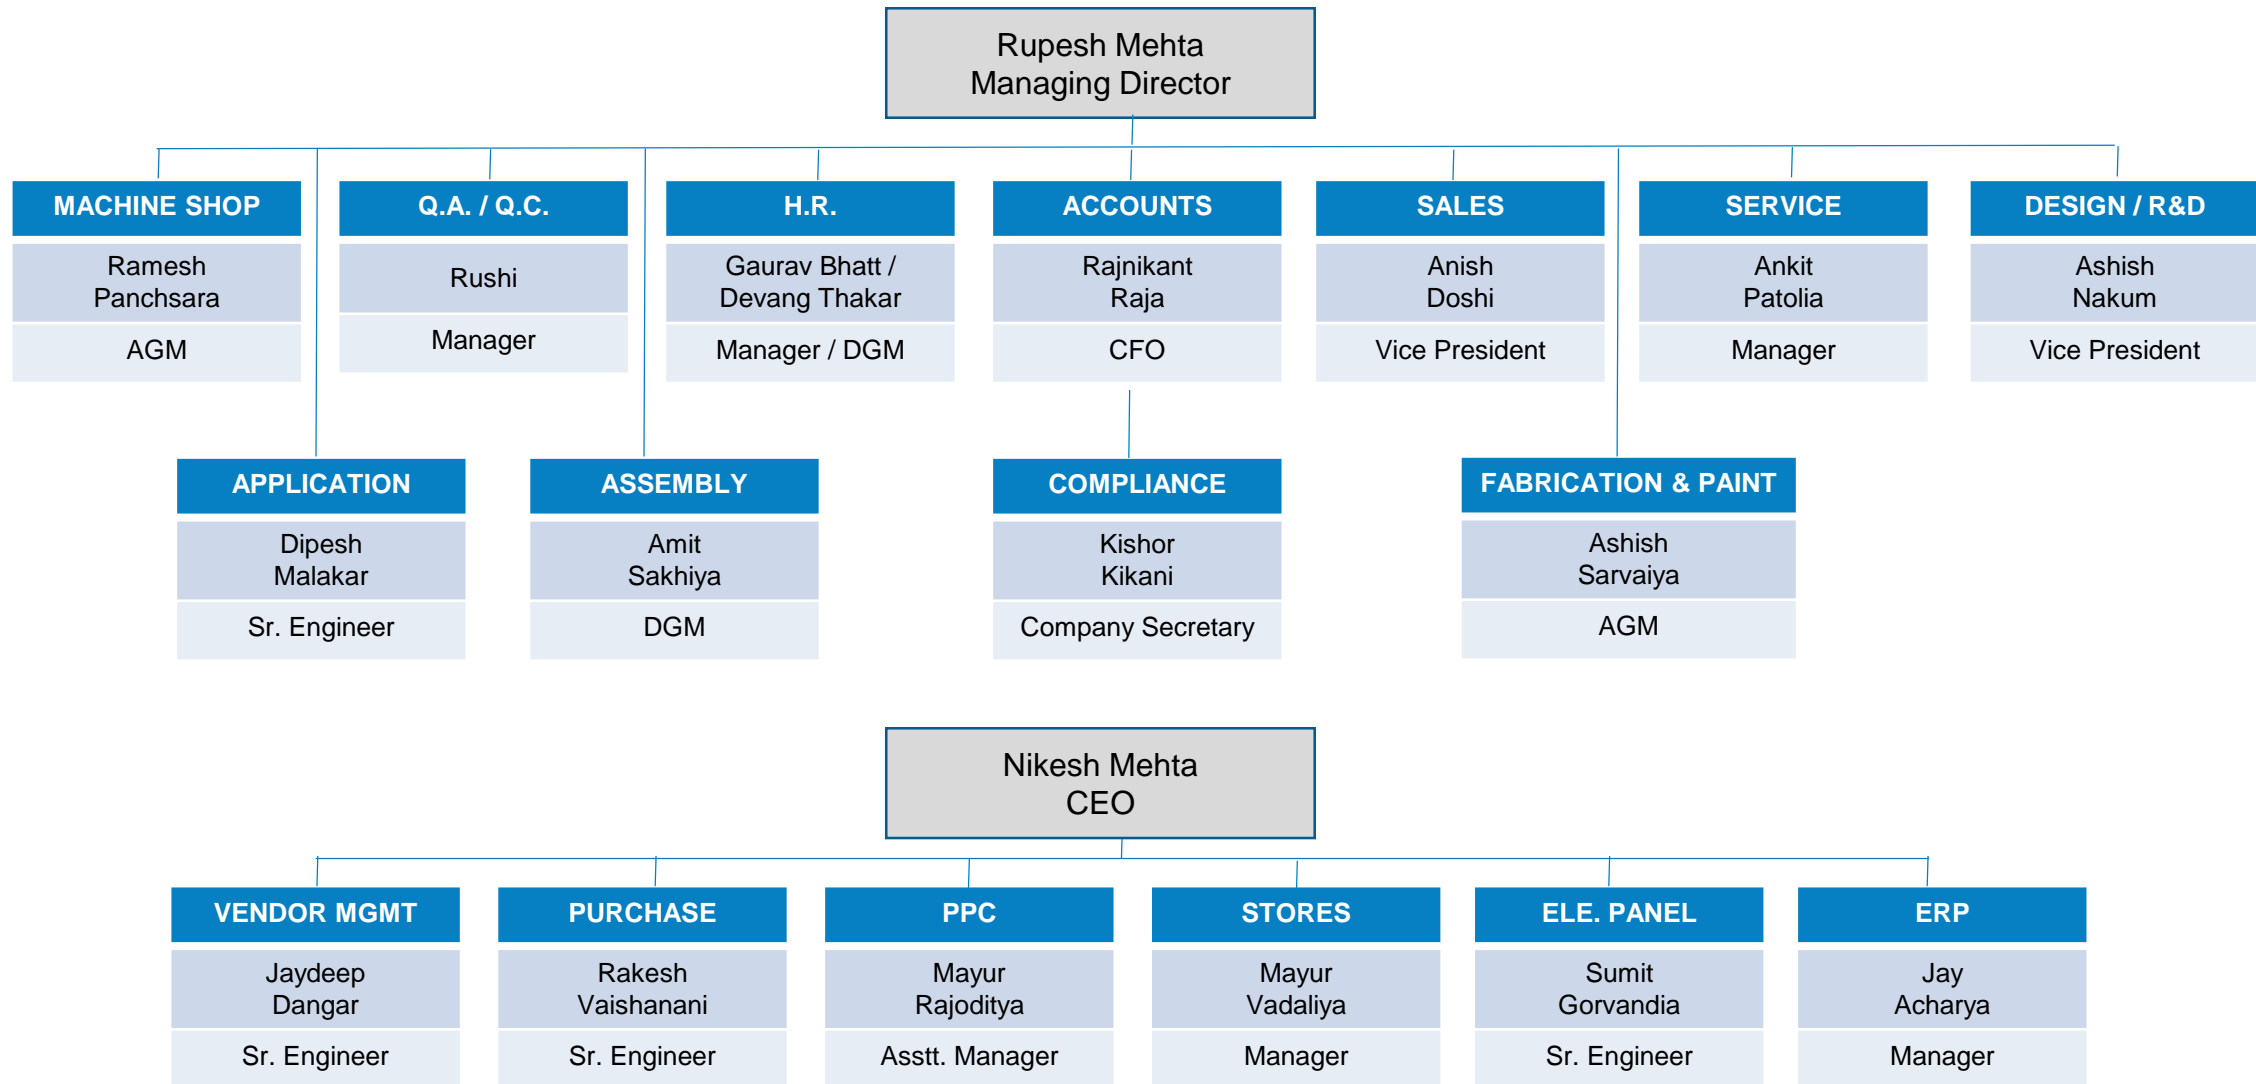 Rupesh Mehta
Managing Director
MACHINE SHOP
Ramesh
Panchsara
AGM
Q.A. / Q.C.
Rushi
Manager
H.R.
Gaurav Bhatt /
Devang Thakar
Manager / DGM
ACCOUNTS
Rajnikant
Raja
CFO
SALES
Anish
Doshi
Vice President
SERVICE
Ankit
Patolia
Manager
DESIGN / R&D
Ashish
Nakum
Vice President
APPLICATION
Dipesh
Malakar
Sr. Engineer
ASSEMBLY
Amit
Sakhiya
DGM
COMPLIANCE
Kishor
Kikani
Company Secretary
FABRICATION & PAINT
Ashish
Sarvaiya
AGM
Nikesh Mehta
CEO
VENDOR MGMT
Jaydeep
Dangar
Sr. Engineer
PURCHASE
Rakesh
Vaishanani
Sr. Engineer
PPC
Mayur
Rajoditya
Asstt. Manager
STORES
Mayur
Vadaliya
Manager
ELE. PANEL
Sumit
Gorvandia
Sr. Engineer
ERP
Jay
Acharya
Manager